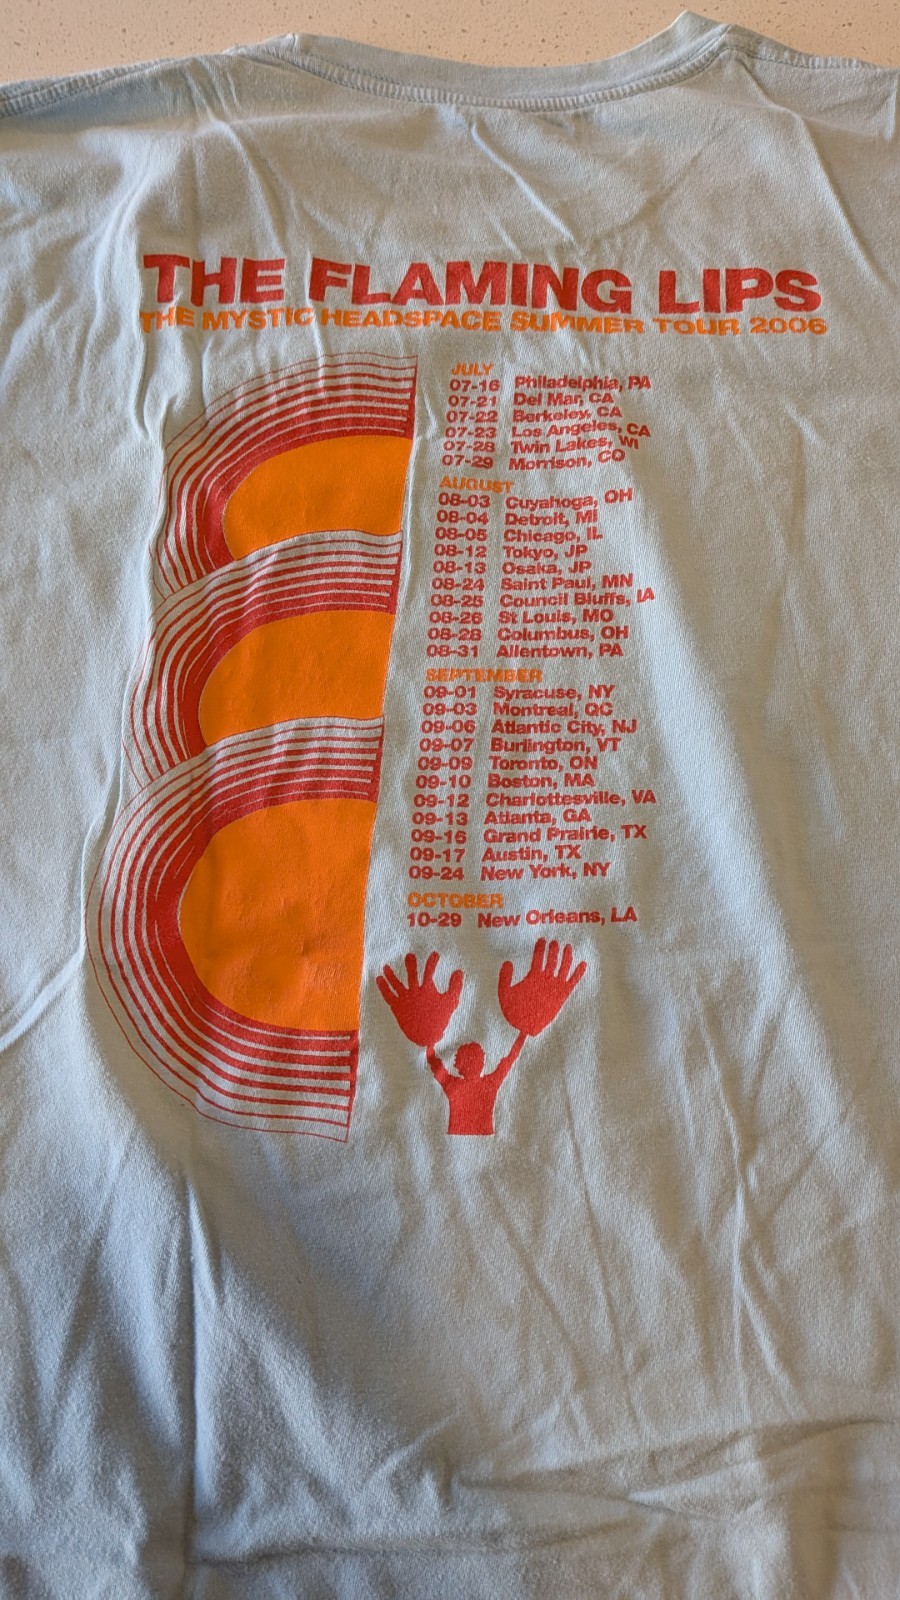 THE FLAMING LIPS
THE MYSTIC HEADSPACE SUMMER TOUR 2006
JULY
07-16 Philadelphia, PA
07-21 Del Mar, CA
07-22 Berkeley, CA
07-23 Los Angeles, CA
07-28 Twin Lakes, WI
07-29 Morrison, CO
AUGUST
08-03 Cuyahoga, OH
08-04 Detroit, MI
08-05 Chicago, IL
08-12 Tokyo, JP
08-13 Osaka, JP
08-24 Saint Paul, MN
08-25 Council Bluffs, IA
08-26 St Louis, MO
08-28 Columbus, OH
08-31 Allentown, PA
SEPTEMBER
09-01 Syracuse, NY
09-03 Montreal, QC
09-06 Atlantic City, NJ
09-07 Burlington, VT
09-09 Toronto, ON
09-10 Boston, MA
09-12 Charlottesville, VA
09-13 Atlanta, GA
09-16 Grand Prairie, TX
09-17 Austin, TX
09-24 New York, NY
OCTOBER
10-29 New Orleans, LA